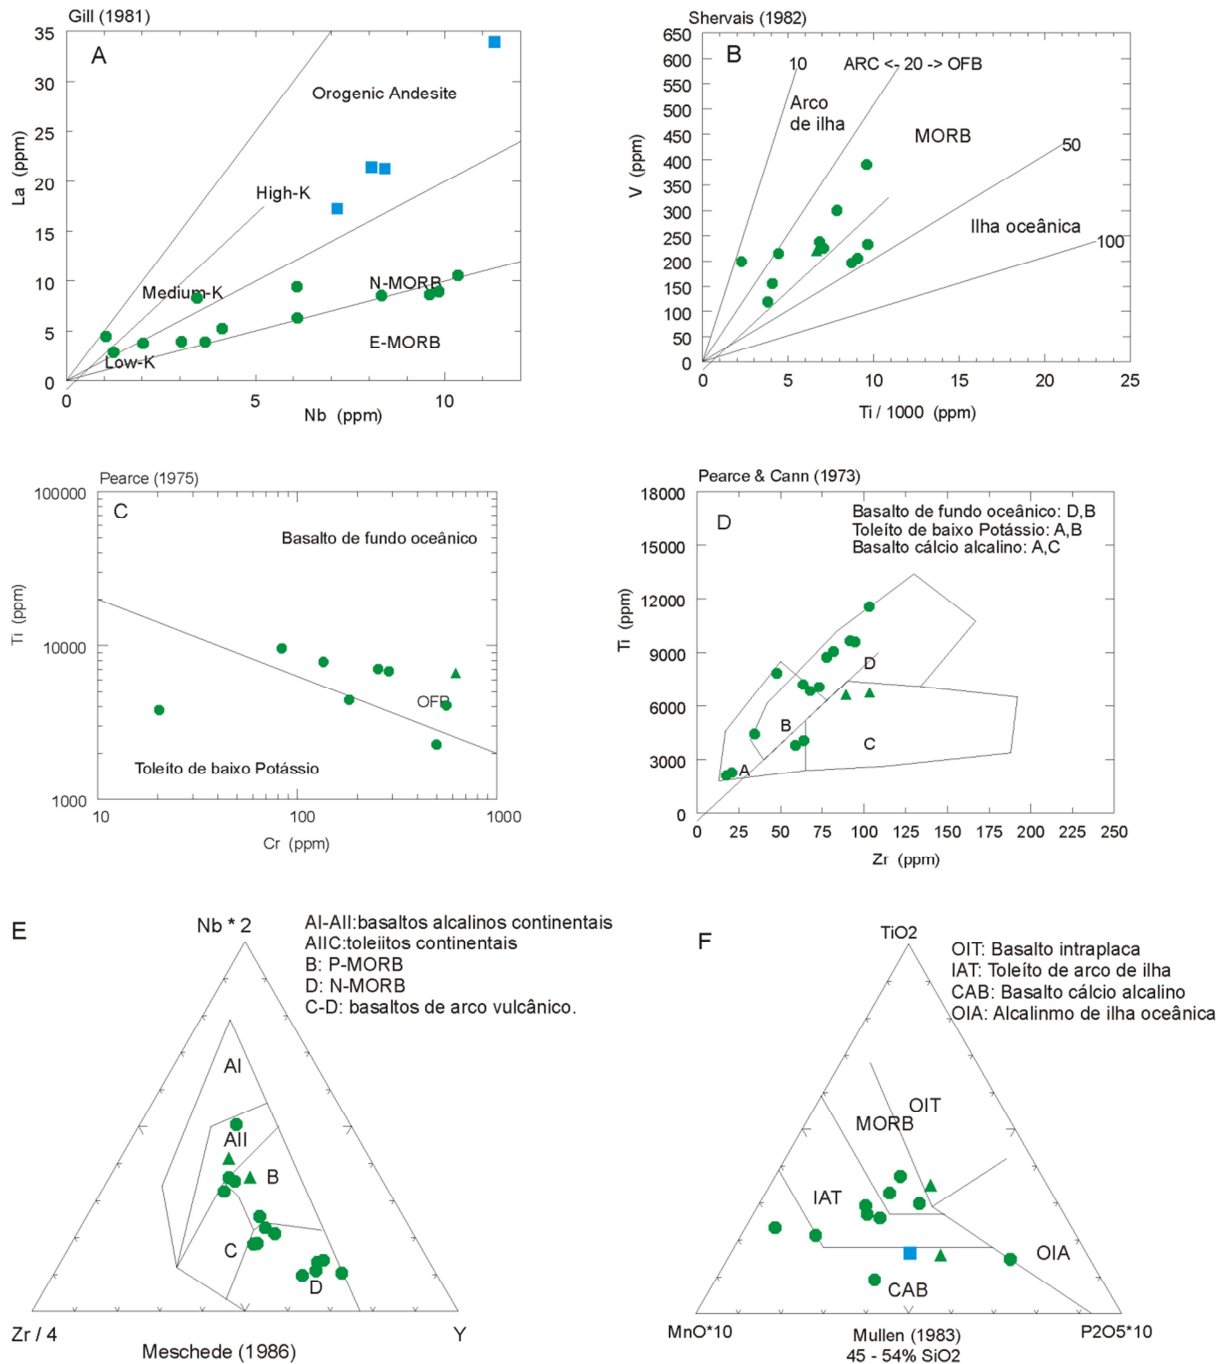 Gill (1981)
A
La (ppm)
35
30
25
20
15
10
5
0
Orogenic Andesite
High-K
Medium-K
N-MORB
E-MORB
Low-K
0 5 10
Nb (ppm)
Shervais (1982)
B
V (ppm)
650
600
550
500
450
400
350
300
250
200
150
100
50
0
10
ARC <- 20 -> OFB
Arco
de ilha
MORB
50
Ilha oceânica
100
0 5 10 15 20 25
Ti / 1000 (ppm)
Pearce (1975)
C
Ti (ppm)
100000
10000
1000
Basalto de fundo oceânico
OFB
Toleíto de baixo Potássio
10 100 1000
Cr (ppm)
Pearce & Cann (1973)
D
Basalto de fundo oceânico: D,B
Toleíto de baixo Potássio: A,B
Basalto cálcio alcalino: A,C
Ti (ppm)
18000
15000
12000
9000
6000
3000
0
D
B
C
A
0 25 50 75 100 125 150 175 200 225 250
Zr (ppm)
E
Nb * 2
AI-AII:basaltos alcalinos continentais
AIIC:toleiitos continentais
B: P-MORB
D: N-MORB
C-D: basaltos de arco vulcânico.
AI
AII
B
C
D
Zr / 4
Y
Meschede (1986)
F
TiO2
OIT: Basalto intraplaca
IAT: Toleíto de arco de ilha
CAB: Basalto cálcio alcalino
OIA: Alcalinmo de ilha oceânica
OIT
MORB
IAT
OIA
CAB
MnO*10
P2O5*10
Mullen (1983)
45 - 54% SiO2